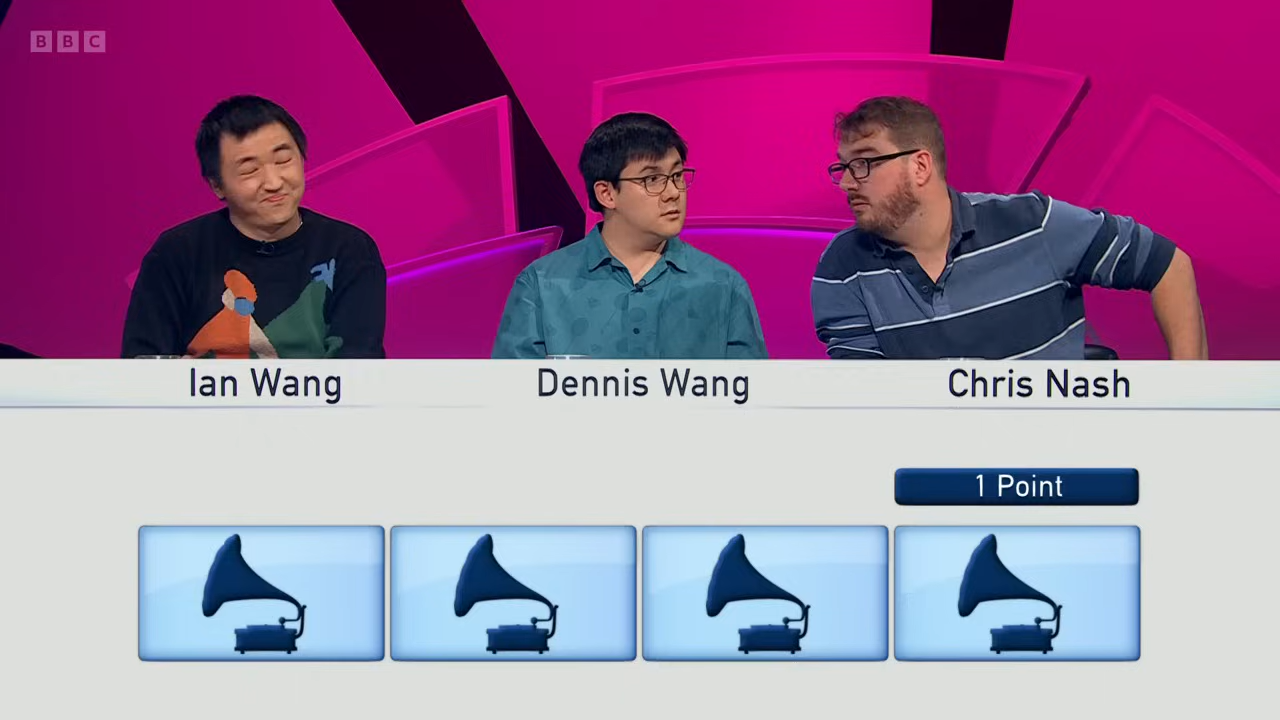 BBC
Ian Wang
Dennis Wang
Chris Nash
1 Point